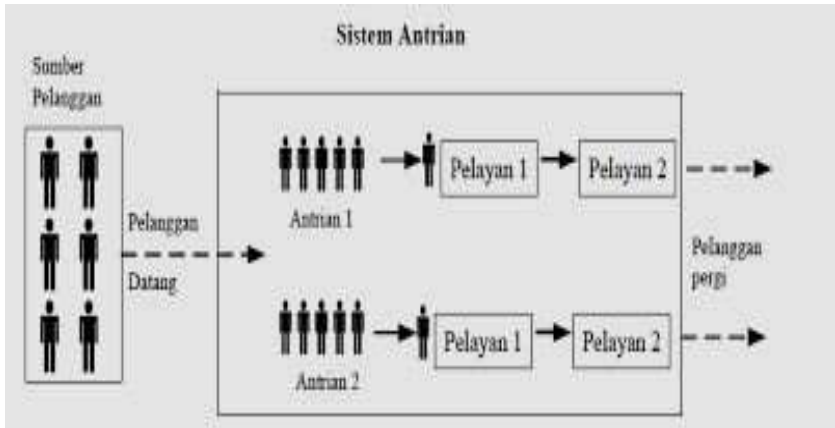 Sistem Antrian
Sumber
Pelanggan
Pelanggan
Datang
Antrian 1
Pelayan 1
Pelayan 2
Antrian 2
Pelayan 1
Pelayan 2
Pelanggan
pergi